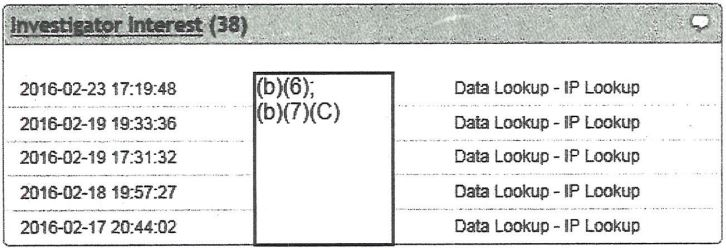 Investigator Interest (38)
2016-02-23 17:19:48 (b)(6); Data Lookup - IP Lookup
2016-02-19 19:33:36 (b)(7)(C) Data Lookup - IP Lookup
2016-02-19 17:31:32 Data Lookup - IP Lookup
2016-02-18 19:57:27 Data Lookup - IP Lookup
2016-02-17 20:44:02 Data Lookup - IP Lookup